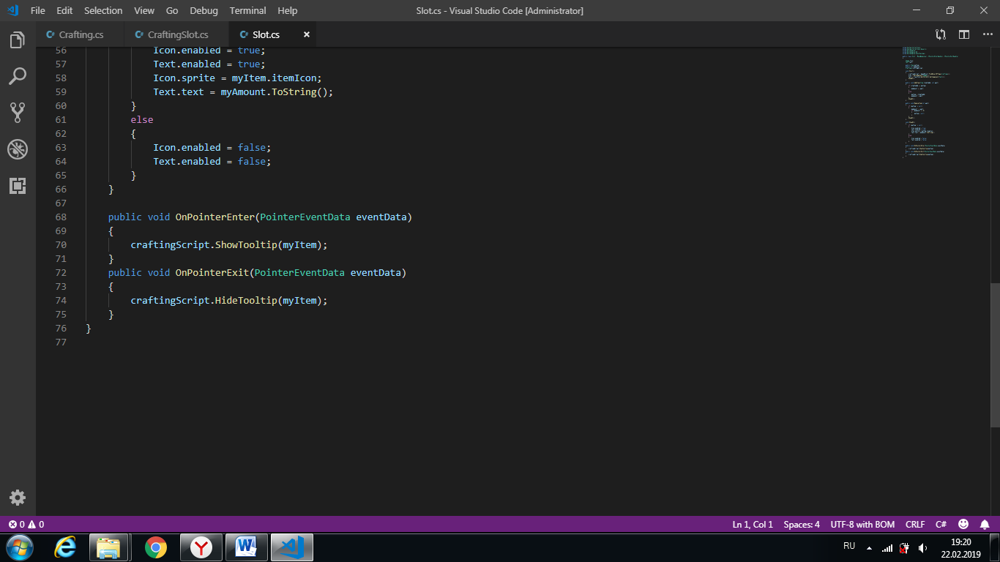 File Edit Selection View Go Debug Terminal Help Slot.cs - Visual Studio Code [Administrator]
Crafting.cs CraftingSlot.cs Slot.cs
56 Icon.enabled = true;
57 Text.enabled = true;
58 Icon.sprite = myItem.itemIcon;
59 Text.text = myAmount.ToString();
60 }
61 else
62 {
63 Icon.enabled = false;
64 Text.enabled = false;
65 }
66 }
67
68 public void OnPointerEnter(PointerEventData eventData)
69 {
70 craftingScript.ShowTooltip(myItem);
71 }
72 public void OnPointerExit(PointerEventData eventData)
73 {
74 craftingScript.HideTooltip(myItem);
75 }
76 }
77
0 0 Ln 1, Col 1 Spaces: 4 UTF-8 with BOM CRLF C#
RU 19:20
22.02.2019